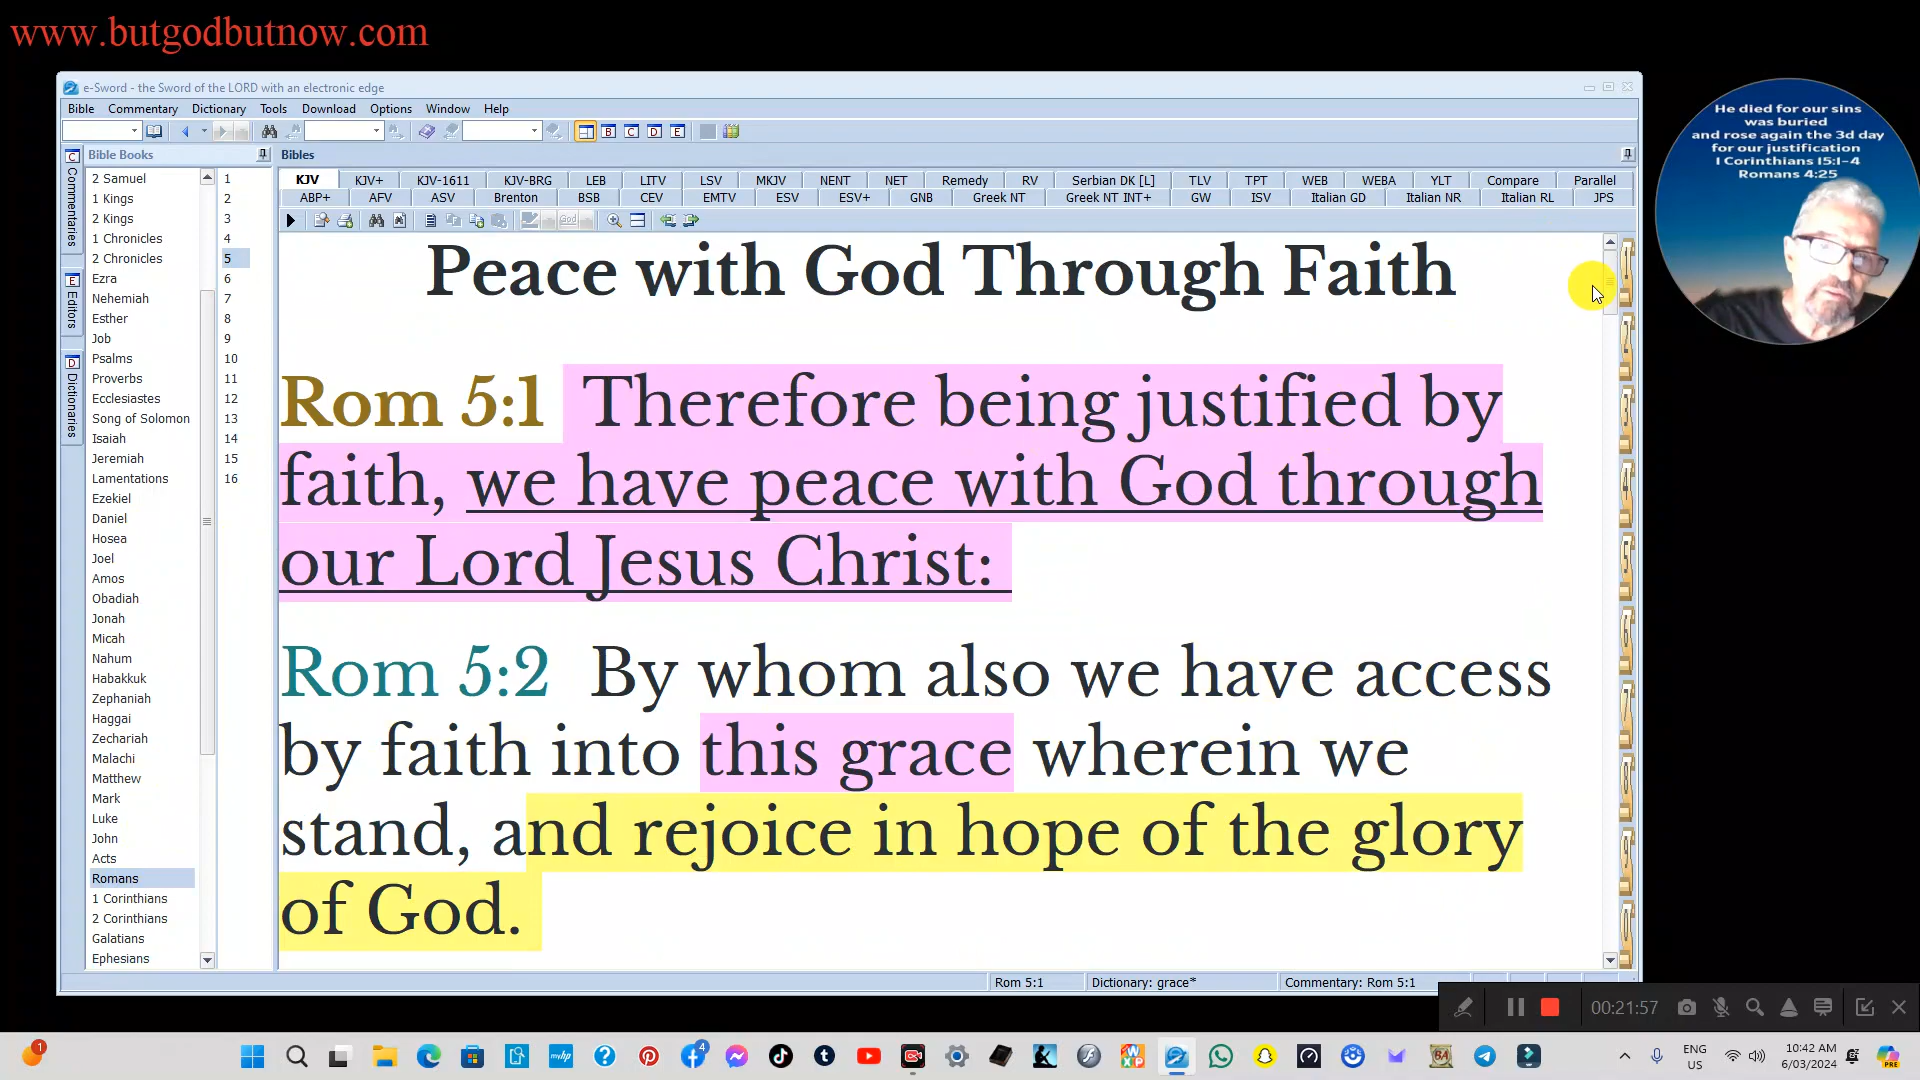 www.butgodbutnow.com
e-Sword - the Sword of the LORD with an electronic edge
Bible Commentary Dictionary Tools Download Options Window Help
Bible Books
Bibles
KJV KJV+ KJV-1611 KJV-BRG LEB LITV LSV MKJV NENT NET Remedy RV Serbian DK [L] TLV TPT WEB WEBA YLT Compare Parallel
ABP+ AFV ASV Brenton BSB CEV EMTV ESV ESV+ GNB Greek NT Greek NT INT+ GW ISV Italian GD Italian NR Italian RL JPS
Commentaries
Editors
Dictionaries
2 Samuel
1 Kings
2 Kings
1 Chronicles
2 Chronicles
Ezra
Nehemiah
Esther
Job
Psalms
Proverbs
Ecclesiastes
Song of Solomon
Isaiah
Jeremiah
Lamentations
Ezekiel
Daniel
Hosea
Joel
Amos
Obadiah
Jonah
Micah
Nahum
Habakkuk
Zephaniah
Haggai
Zechariah
Malachi
Matthew
Mark
Luke
John
Acts
Romans
1 Corinthians
2 Corinthians
Galatians
Ephesians
1
2
3
4
5
6
7
8
9
10
11
12
13
14
15
16
Peace with God Through Faith
Rom 5:1 Therefore being justified by
faith, we have peace with God through
our Lord Jesus Christ:
Rom 5:2 By whom also we have access
by faith into this grace wherein we
stand, and rejoice in hope of the glory
of God.
He died for our sins
was buried
and rose again the 3d day
for our justification
1 Corinthians 15:1-4
Romans 4:25
Rom 5:1 Dictionary: grace* Commentary: Rom 5:1
00:21:57
ENG
US
10:42 AM
6/03/2024